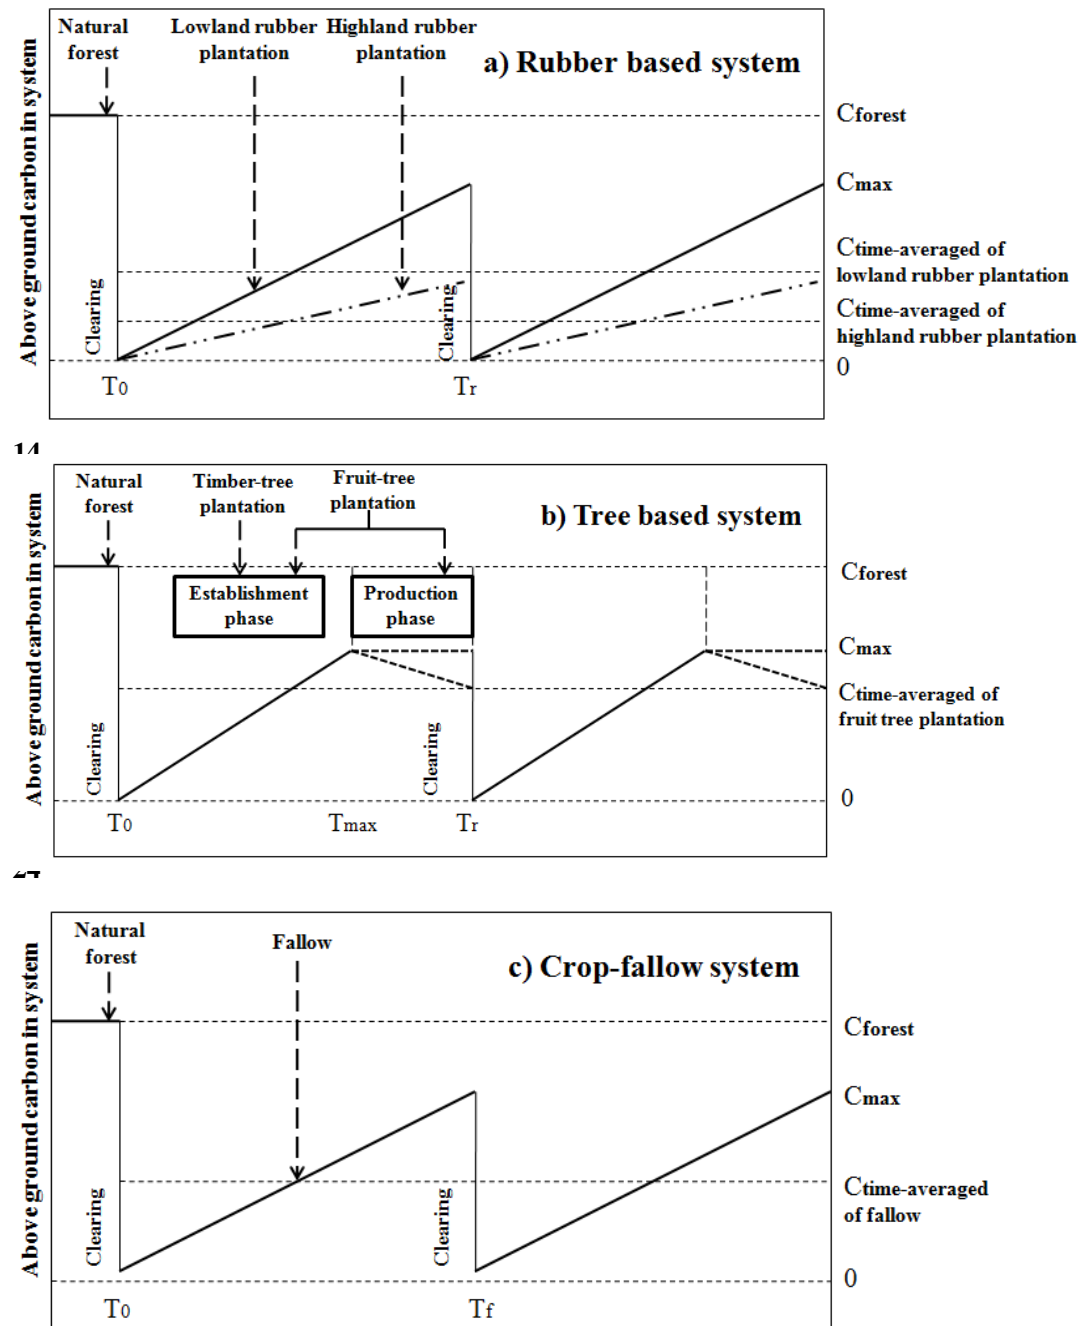 Natural
forest
Lowland rubber
plantation
Highland rubber
plantation
a) Rubber based system
Above ground carbon in system
Clearing
Clearing
Cforest
Cmax
Ctime-averaged of
lowland rubber plantation
Ctime-averaged of
highland rubber plantation
0
T0
Tr
14
Natural
forest
Timber-tree
plantation
Fruit-tree
plantation
b) Tree based system
Above ground carbon in system
Establishment
phase
Production
phase
Clearing
Clearing
Cforest
Cmax
Ctime-averaged of
fruit tree plantation
0
T0
Tmax
Tr
Natural
forest
Fallow
c) Crop-fallow system
Above ground carbon in system
Clearing
Clearing
Cforest
Cmax
Ctime-averaged
of fallow
0
T0
Tf